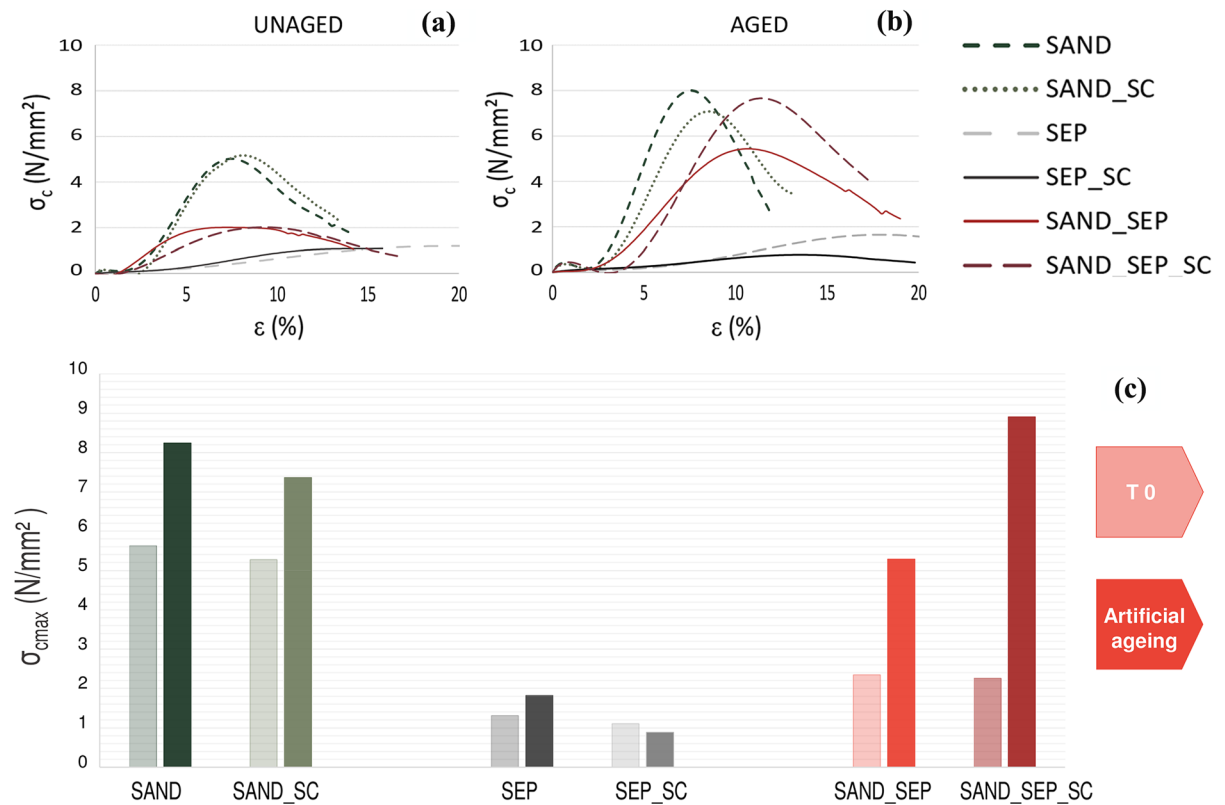 UNAGED
(a)
10
8
6
4
2
0
σc (N/mm²)
0 5 10 15 20
ε (%)
AGED
(b)
10
8
6
4
2
0
σc (N/mm²)
0 5 10 15 20
ε (%)
SAND
SAND_SC
SEP
SEP_SC
SAND_SEP
SAND_SEP_SC
(c)
10
9
8
7
6
5
4
3
2
1
0
σcmax (N/mm²)
SAND SAND_SC SEP SEP_SC SAND_SEP SAND_SEP_SC
T 0
Artificial
ageing